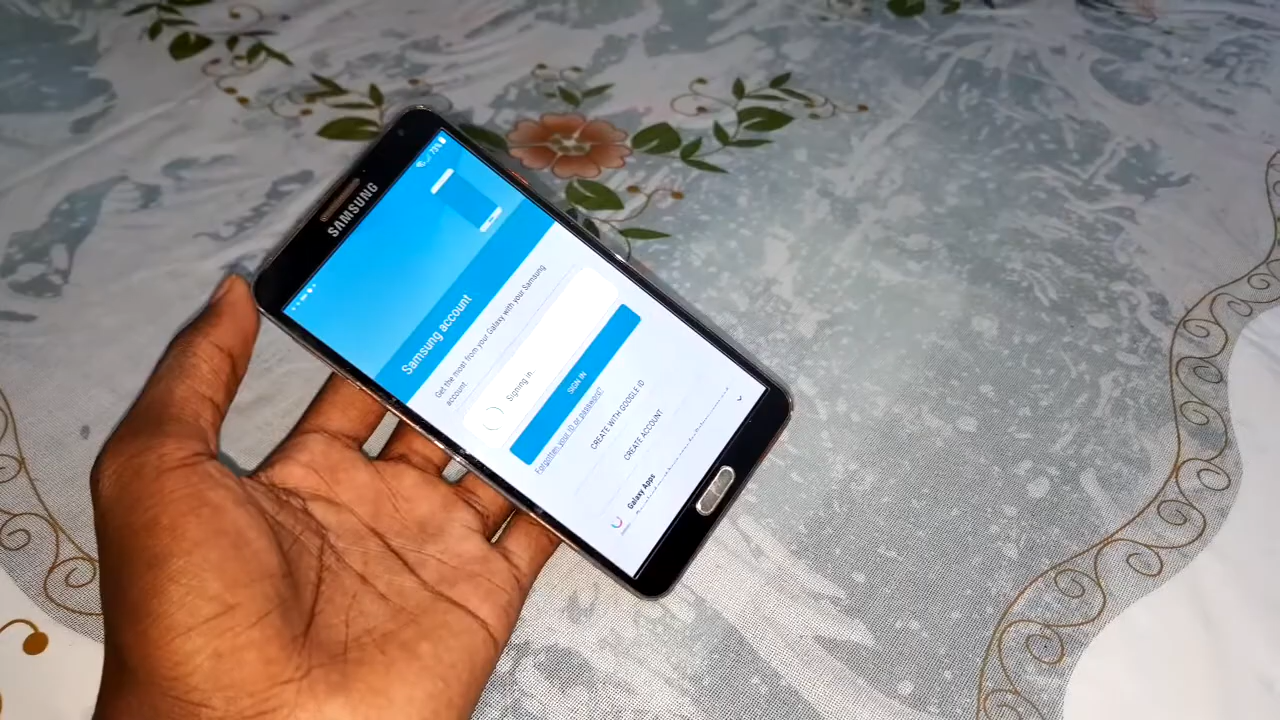 SAMSUNG
75%
Samsung account
Get the most from your Galaxy with your Samsung
account.
Signing in.
SIGN IN
Forgotten your ID or password?
CREATE WITH GOOGLE ID
CREATE ACCOUNT
Galaxy Apps